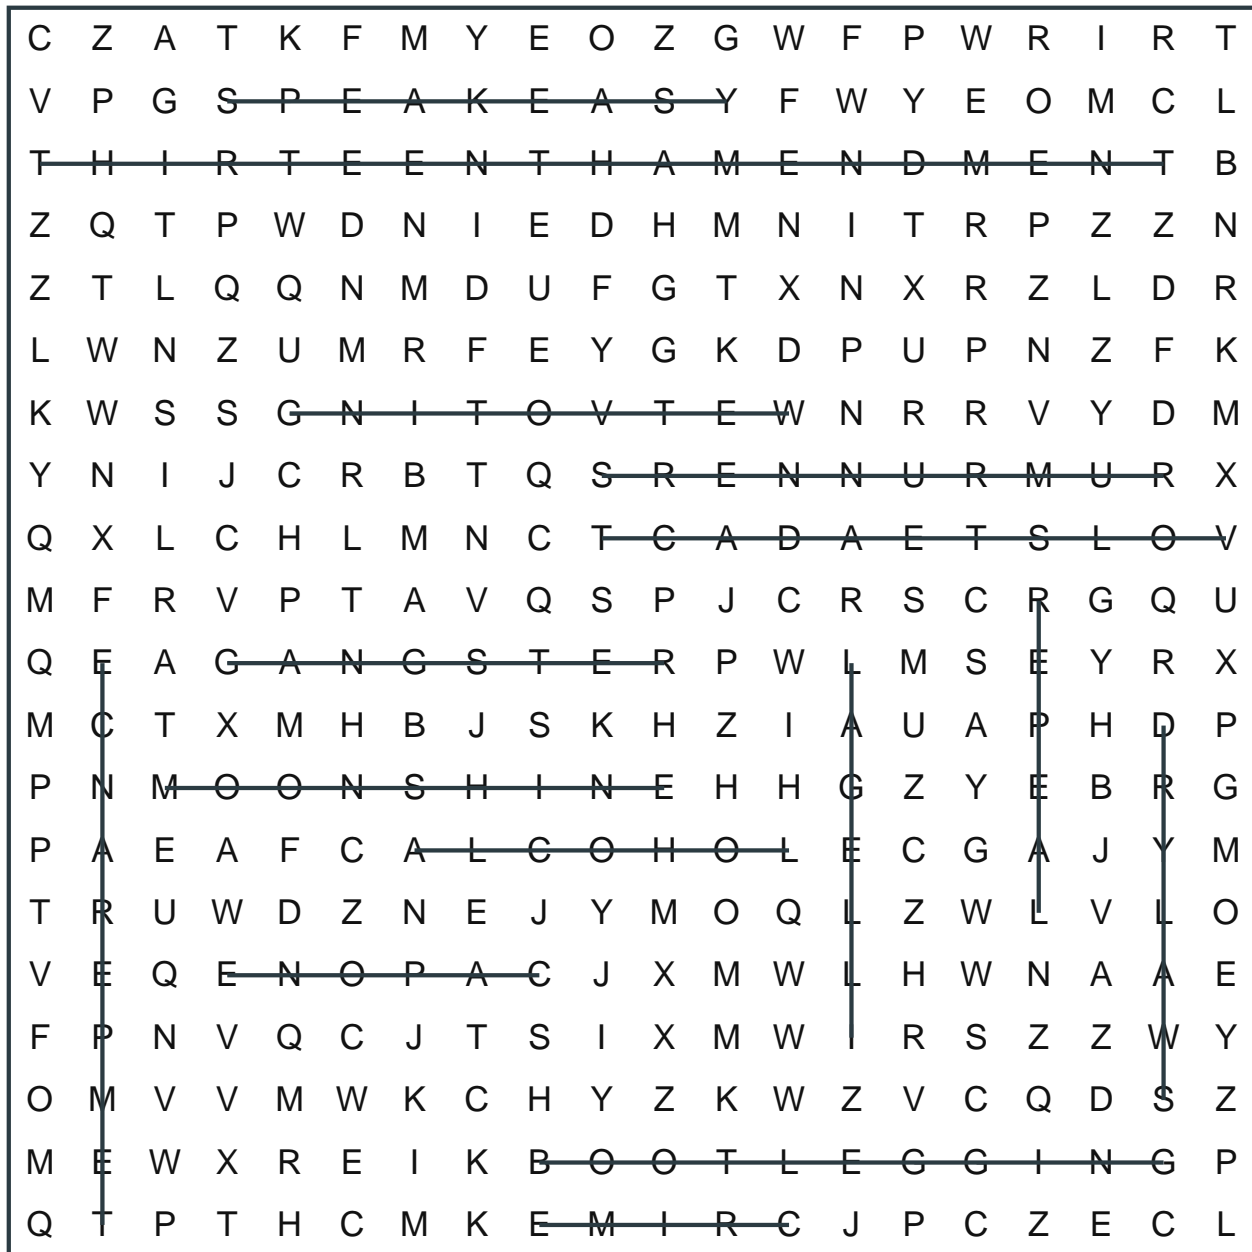 C Z A T K F M Y E O Z G W F P W R I R T
V P G S P E A K E A S Y F W Y E O M C L
T H I R T E E N T H A M E N D M E N T B
Z Q T P W D N I E D H M N I T R P Z Z N
Z T L Q Q N M D U F G T X N X R Z L D R
L W N Z U M R F E Y G K D P U P N Z F K
K W S S G N I T O V T E W N R R V Y D M
Y N I J C R B T Q S R E N N U R M U R X
Q X L C H L M N C T C A D A E T S L O V
M F R V P T A V Q S P J C R S C R G Q U
Q E A G A N G S T E R P W L M S E Y R X
M C T X M H B J S K H Z I A U A P H D P
P N M O O N S H I N E H H G Z Y E B R G
P A E A F C A L C O H O L E C G A J Y M
T R U W D Z N E J Y M O Q L Z W L V L O
V E Q E N O P A C J X M W L H W N A A E
F P N V Q C J T S I X M W I R S Z Z W Y
O M V V M W K C H Y Z K W Z V C Q D S Z
M E W X R E I K B O O T L E G G I N G P
Q T P T H C M K E M I R C J P C Z E C L